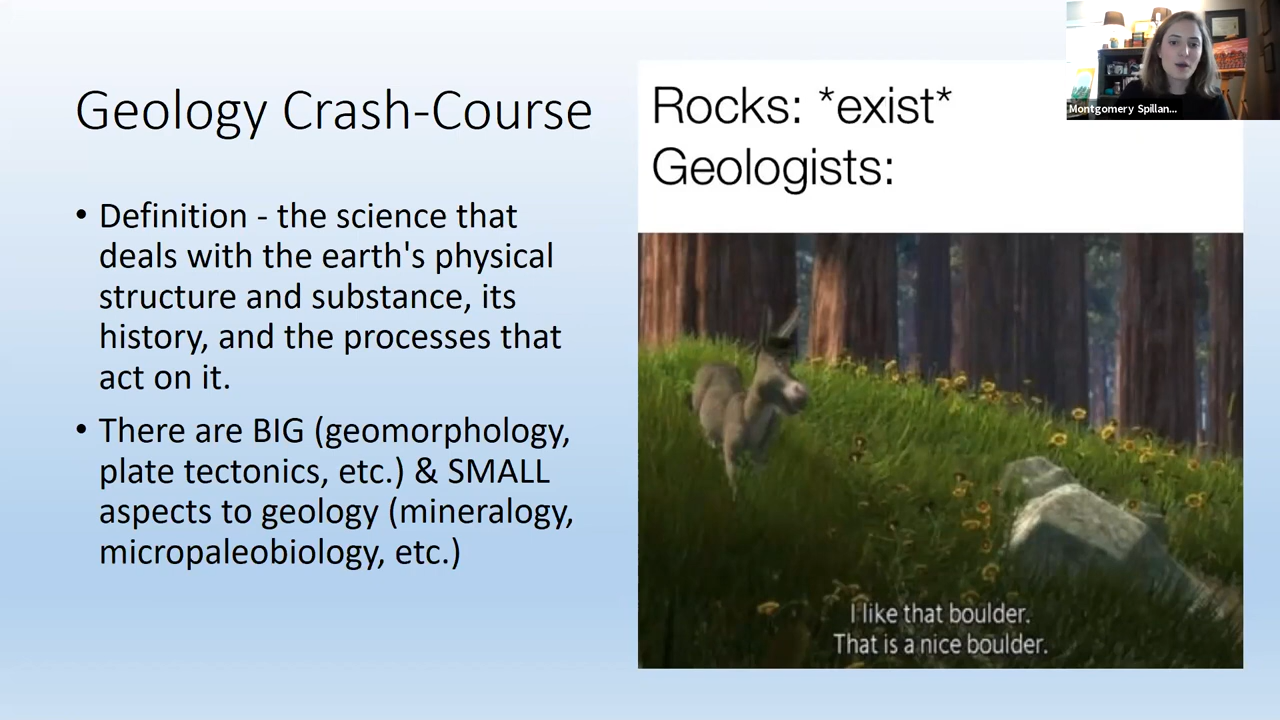 Geology Crash-Course
• Definition - the science that
deals with the earth's physical
structure and substance, its
history, and the processes that
act on it.
• There are BIG (geomorphology,
plate tectonics, etc.) & SMALL
aspects to geology (mineralogy,
micropaleobiology, etc.)
Rocks: *exist*
Geologists:
I like that boulder.
That is a nice boulder.
Montgomery Spillan...